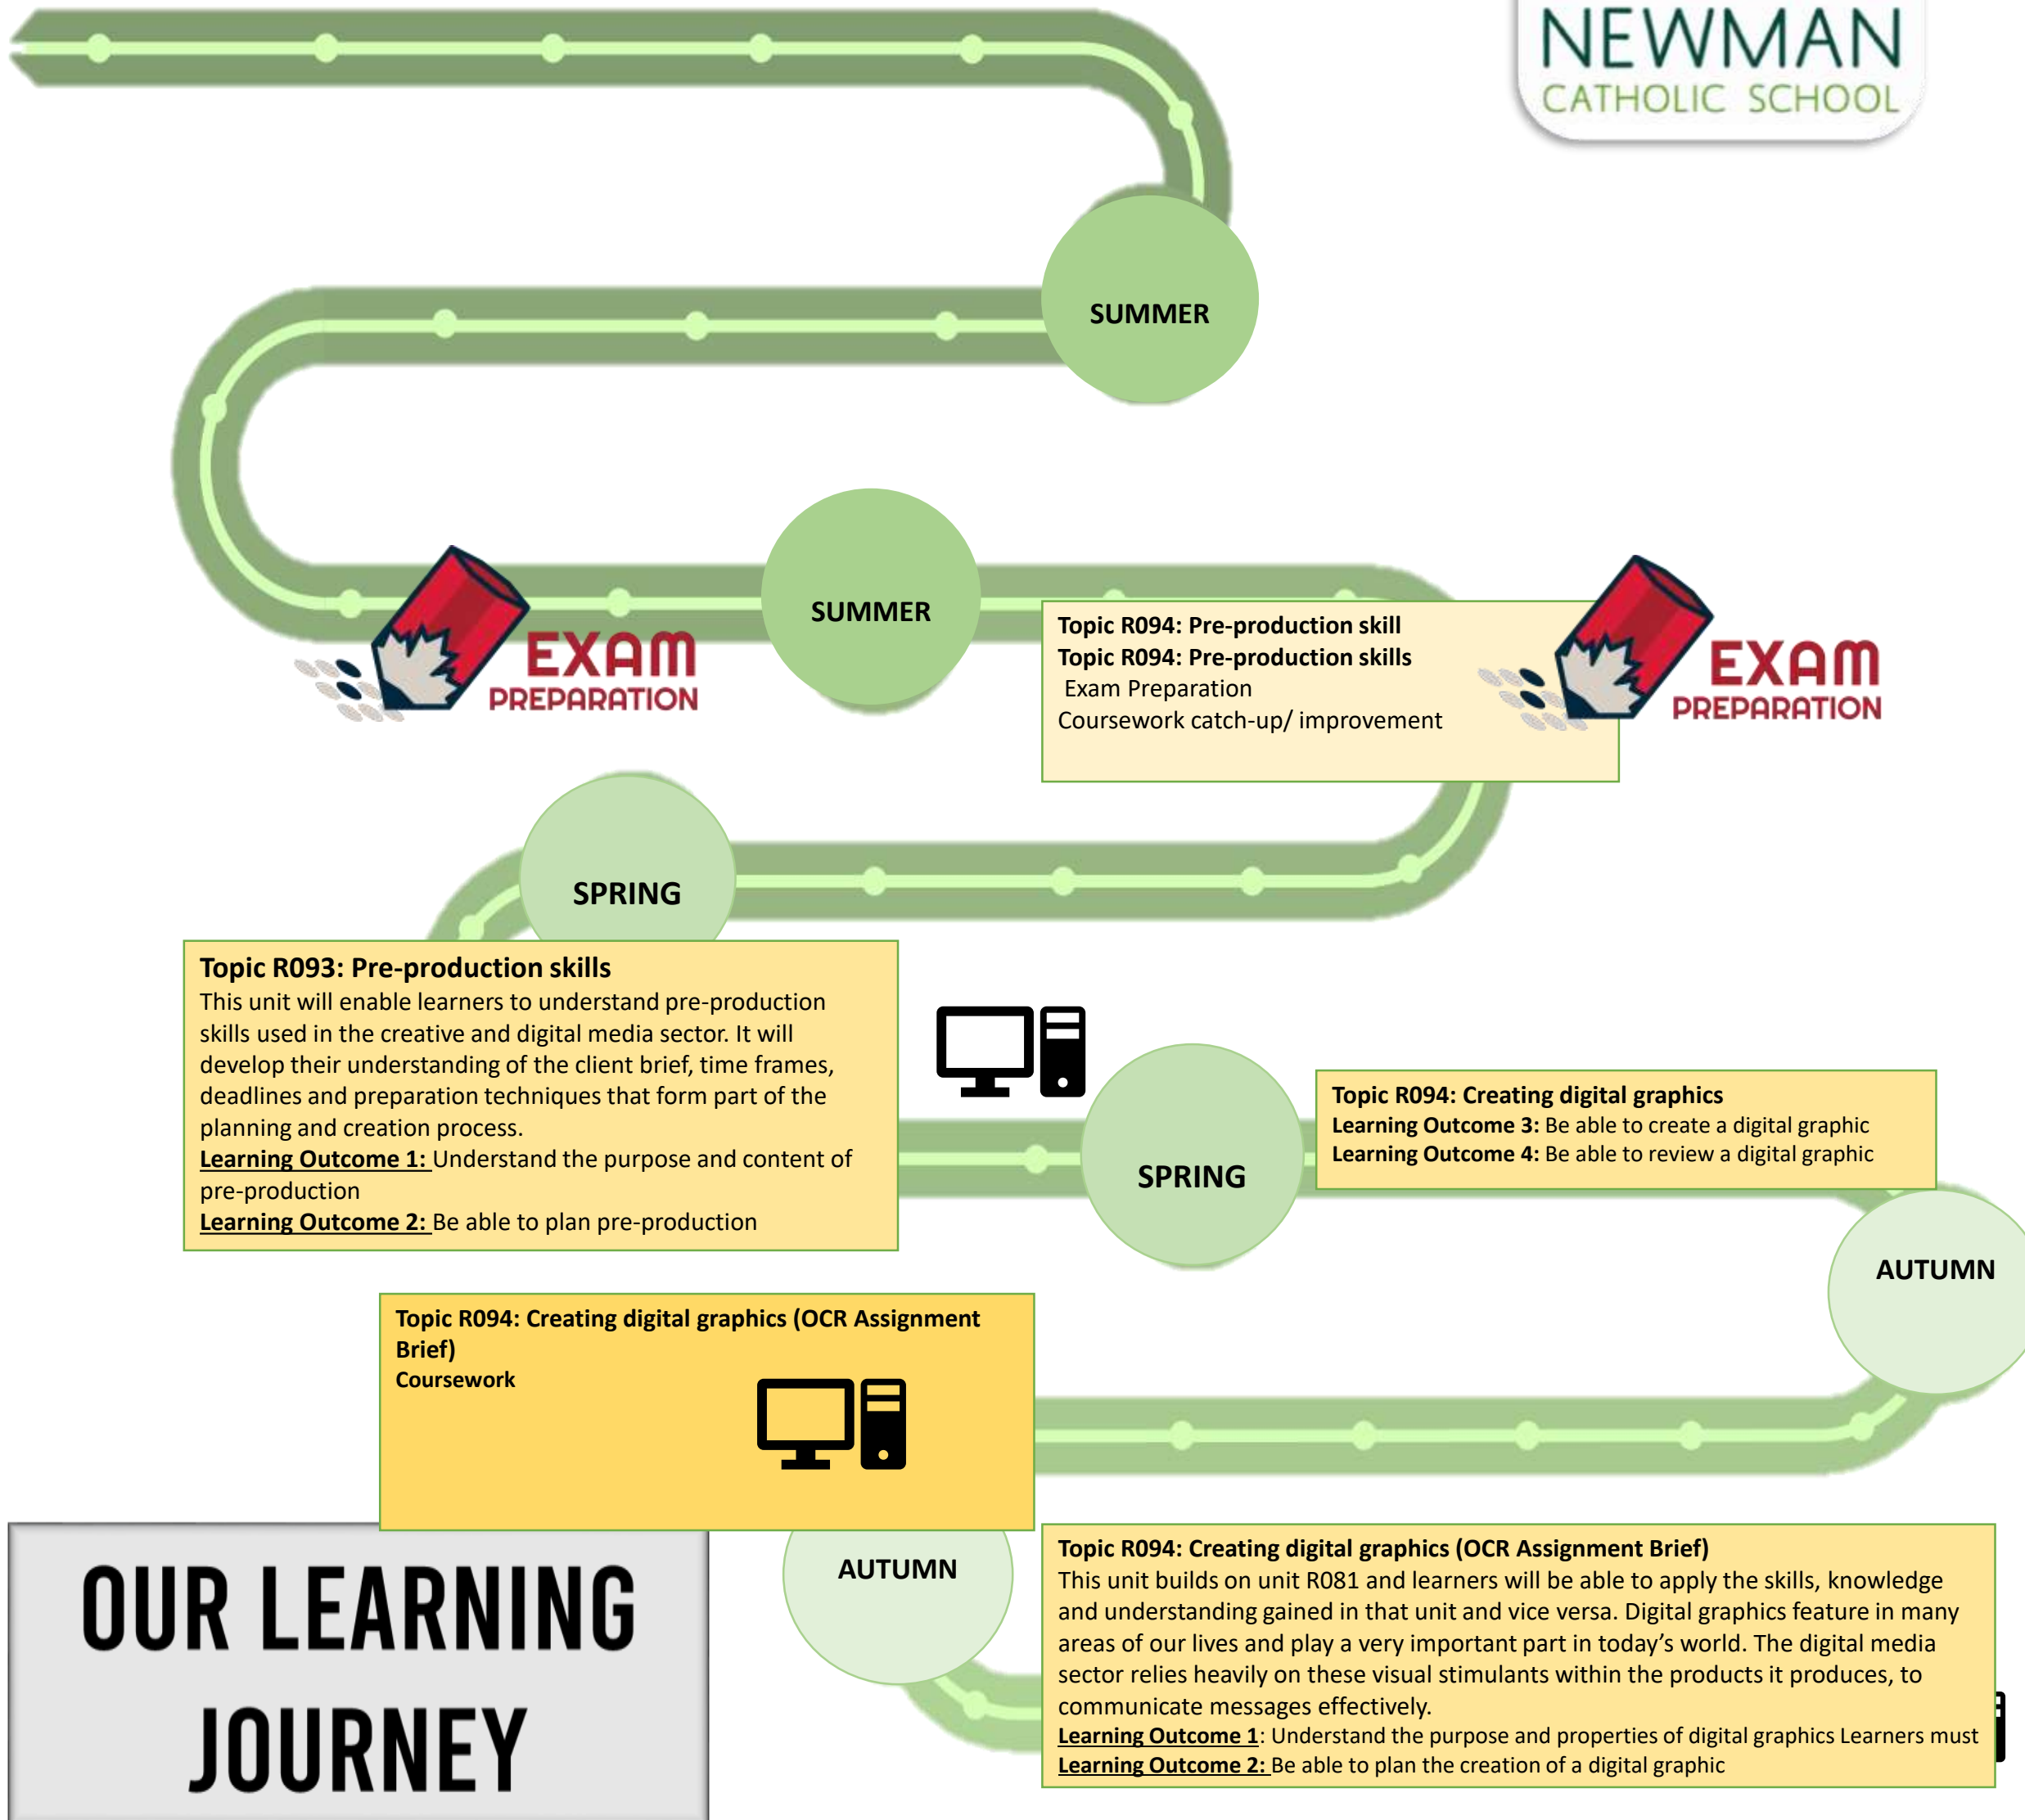 NEWMAN
CATHOLIC SCHOOL
SUMMER
SUMMER
EXAM
PREPARATION
Topic R094: Pre-production skill
Topic R094: Pre-production skills
Exam Preparation
Coursework catch-up/ improvement
EXAM
PREPARATION
SPRING
Topic R093: Pre-production skills
This unit will enable learners to understand pre-production
skills used in the creative and digital media sector. It will
develop their understanding of the client brief, time frames,
deadlines and preparation techniques that form part of the
planning and creation process.
Learning Outcome 1: Understand the purpose and content of
pre-production
Learning Outcome 2: Be able to plan pre-production
SPRING
Topic R094: Creating digital graphics
Learning Outcome 3: Be able to create a digital graphic
Learning Outcome 4: Be able to review a digital graphic
AUTUMN
Topic R094: Creating digital graphics (OCR Assignment
Brief)
Coursework
AUTUMN
Topic R094: Creating digital graphics (OCR Assignment Brief)
This unit builds on unit R081 and learners will be able to apply the skills, knowledge
and understanding gained in that unit and vice versa. Digital graphics feature in many
areas of our lives and play a very important part in today's world. The digital media
sector relies heavily on these visual stimulants within the products it produces, to
communicate messages effectively.
Learning Outcome 1: Understand the purpose and properties of digital graphics Learners must
Learning Outcome 2: Be able to plan the creation of a digital graphic
OUR LEARNING
JOURNEY